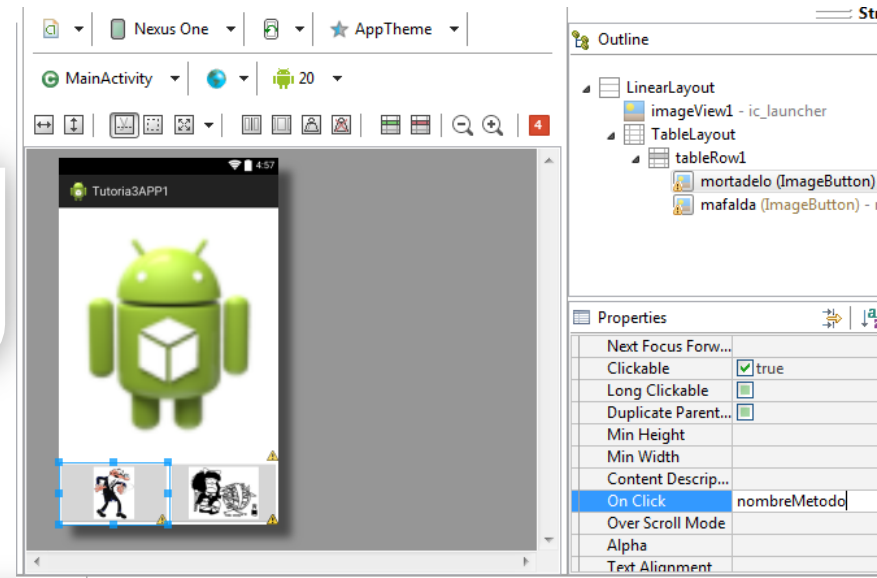 Nexus One
AppTheme
MainActivity
20
4
4:57
Tutoria3APP1
Outline
LinearLayout
imageView1 - ic_launcher
TableLayout
tableRow1
mortadelo (ImageButton)
mafalda (ImageButton) -
Properties
Next Focus Forw...
Clickable true
Long Clickable
Duplicate Parent...
Min Height
Min Width
Content Descrip...
On Click nombreMetodo
Over Scroll Mode
Alpha
Text Alignment